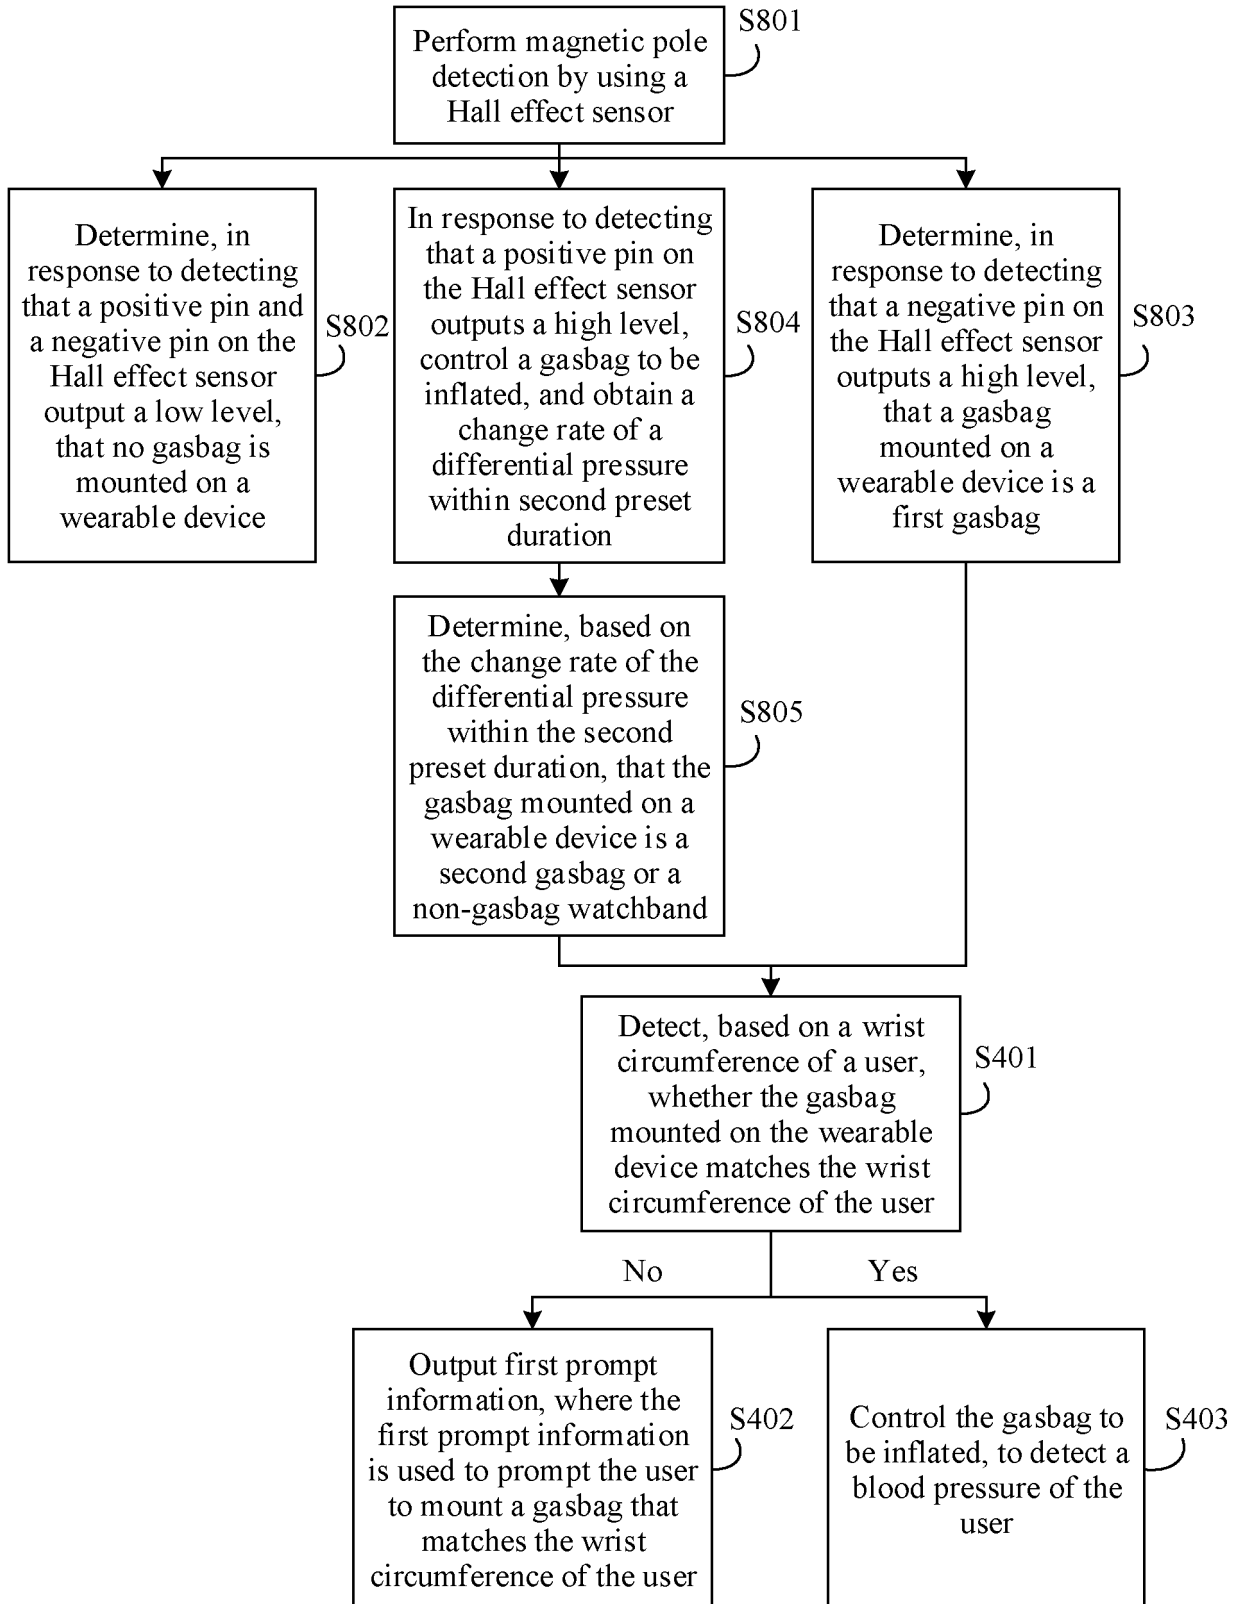 S801
Perform magnetic pole
detection by using a
Hall effect sensor
Determine, in
response to detecting
that a positive pin and
a negative pin on the
Hall effect sensor
output a low level,
that no gasbag is
mounted on a
wearable device
S802
In response to detecting
that a positive pin on
the Hall effect sensor
outputs a high level,
control a gasbag to be
inflated, and obtain a
change rate of a
differential pressure
within second preset
duration
S804
Determine, in
response to detecting
that a negative pin on
the Hall effect sensor
outputs a high level,
that a gasbag
mounted on a
wearable device is a
first gasbag
S803
Determine, based on
the change rate of the
differential pressure
within the second
preset duration, that the
gasbag mounted on a
wearable device is a
second gasbag or a
non-gasbag watchband
S805
Detect, based on a wrist
circumference of a user,
whether the gasbag
mounted on the wearable
device matches the wrist
circumference of the user
S401
No
Yes
Output first prompt
information, where the
first prompt information
is used to prompt the user
to mount a gasbag that
matches the wrist
circumference of the user
S402
Control the gasbag to
be inflated, to detect a
blood pressure of the
user
S403